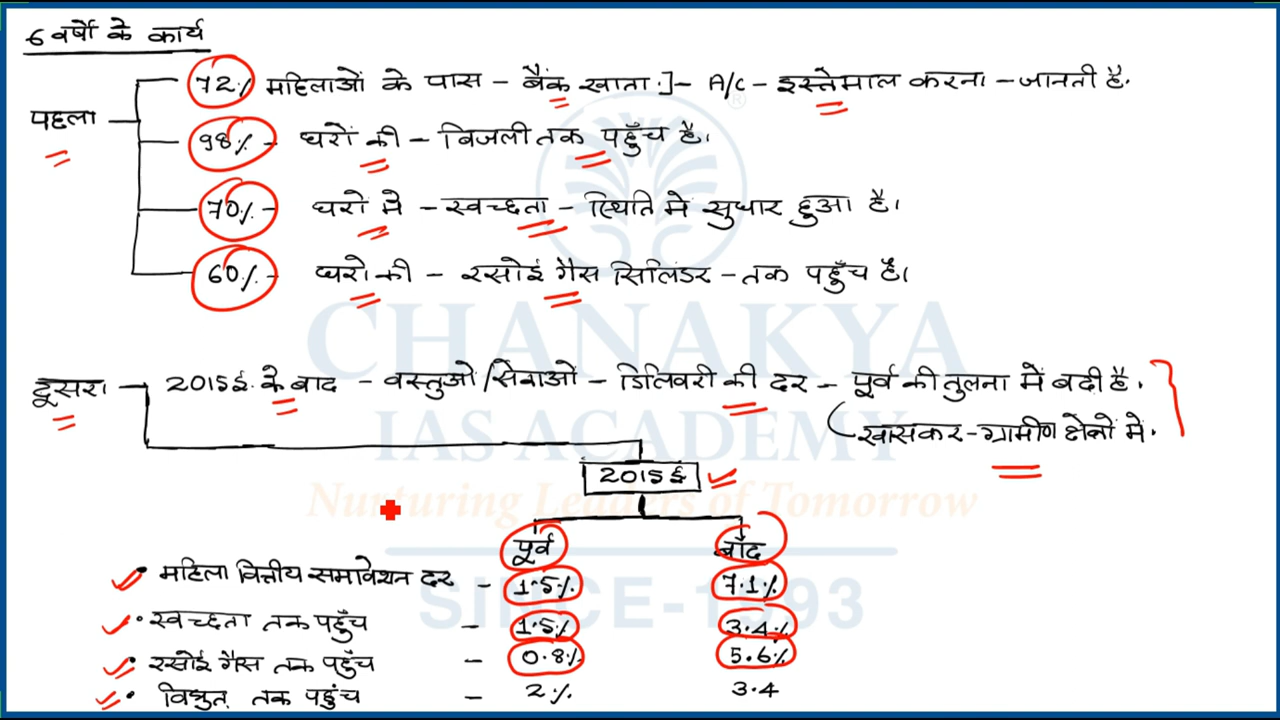 6 वर्षों के कार्य
पहला
72% महिलाओं के पास - बैंक खाता.]- A/C - इस्तेमाल करना - जानती है.
98% - घरों की - बिजली तक पहुँच है।
70% - घरो मे - स्वच्छता - स्थिति मे सुधार हुआ है।
60% - घरो की - रसोई गैस सिलिंडर - तक पहुँच है।
CHANAKYA
दूसरा - 2015ई. के बाद - वस्तुओ/सेवाओ - डिलिवरी की दर - पूर्व की तुलना में बढी है.
खासकर - ग्रामीण क्षेत्रों में.
IAS ACADEMY
2015ई
Nurturing Leaders of Tomorrow
पूर्व बाद
• महिला वित्तीय समावेशन दर - 1.5% 7.1%
SINCE-1993
• स्वच्छता तक पहुँच - 1.5% 3.4%
• रसोई गैस तक पहुँच - 0.8% 5.6%
• विधुत तक पहुंच - 2% 3.4